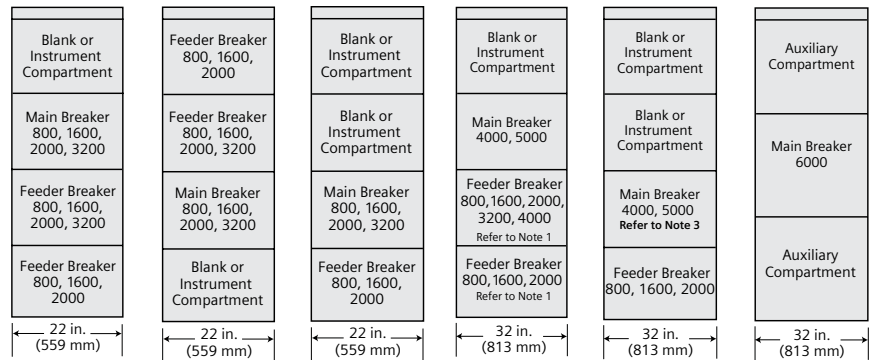 Blank or
Instrument
Compartment
Main Breaker
800, 1600,
2000, 3200
Feeder Breaker
800, 1600,
2000, 3200
Feeder Breaker
800, 1600,
2000
22 in.
(559 mm)
Feeder Breaker
800, 1600,
2000
Feeder Breaker
800, 1600,
2000, 3200
Main Breaker
800, 1600,
2000, 3200
Blank or
Instrument
Compartment
22 in.
(559 mm)
Blank or
Instrument
Compartment
Blank or
Instrument
Compartment
Main Breaker
800, 1600,
2000, 3200
Feeder Breaker
800, 1600,
2000
22 in.
(559 mm)
Blank or
Instrument
Compartment
Main Breaker
4000, 5000
Feeder Breaker
800,1600, 2000,
3200, 4000
Refer to Note 1
Feeder Breaker
800,1600, 2000
Refer to Note 1
32 in.
(813 mm)
Blank or
Instrument
Compartment
Blank or
Instrument
Compartment
Main Breaker
4000, 5000
Refer to Note 3
Feeder Breaker
800, 1600, 2000
32 in.
(813 mm)
Auxiliary
Compartment
Main Breaker
6000
Auxiliary
Compartment
32 in.
(813 mm)